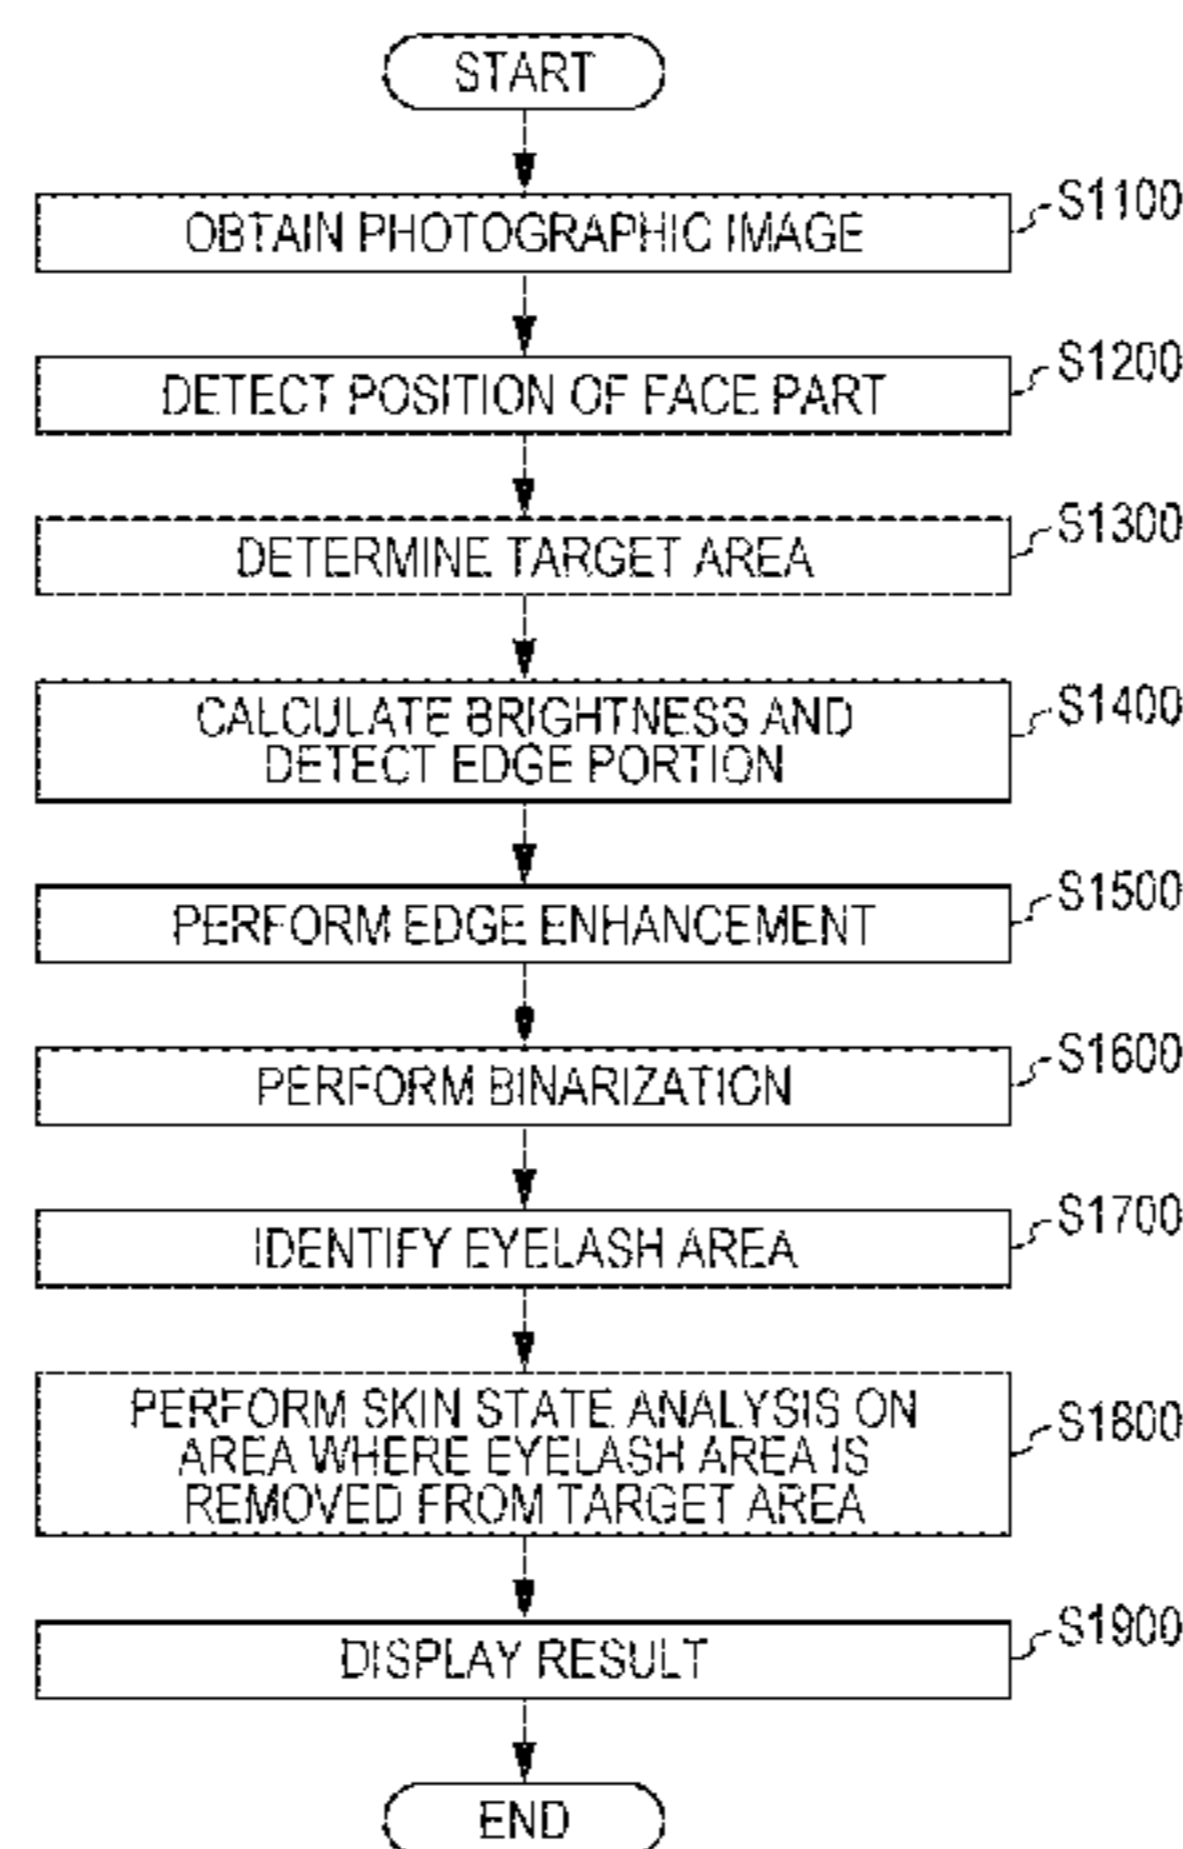 START
OBTAIN PHOTOGRAPHIC IMAGE
S1100
DETECT POSITION OF FACE PART
S1200
DETERMINE TARGET AREA
S1300
CALCULATE BRIGHTNESS AND
DETECT EDGE PORTION
S1400
PERFORM EDGE ENHANCEMENT
S1500
PERFORM BINARIZATION
S1600
IDENTIFY EYELASH AREA
S1700
PERFORM SKIN STATE ANALYSIS ON
AREA WHERE EYELASH AREA IS
REMOVED FROM TARGET AREA
S1800
DISPLAY RESULT
S1900
END